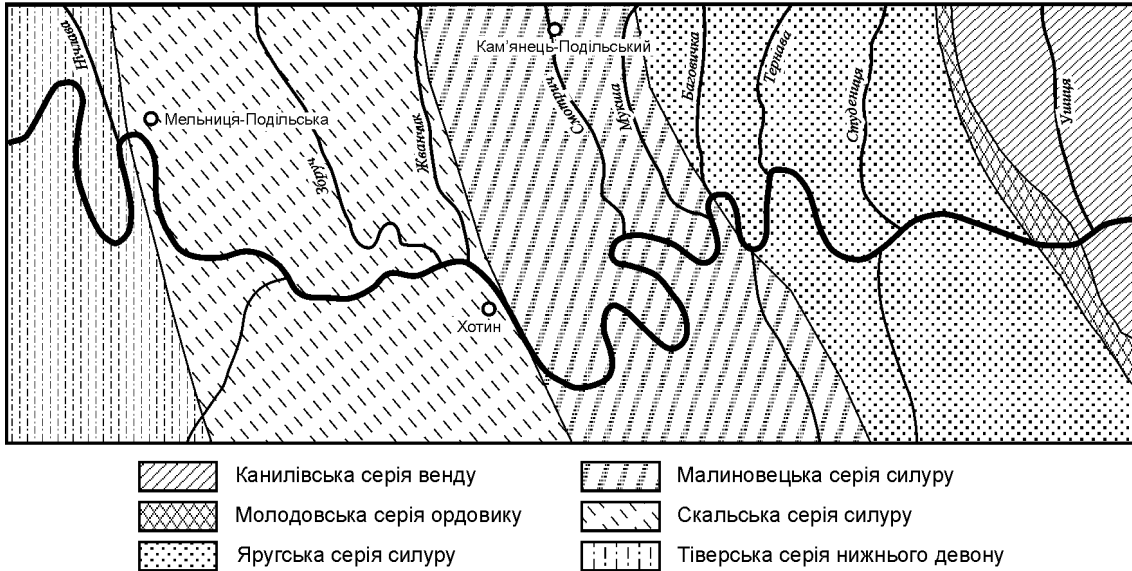 Нічлава
Мельниця-Подільська
Збруч
Жванчик
Хотин
Кам'янець-Подільський
Смотрич
Мукша
Баговичка
Тернава
Студениця
Ушиця
Канилівська серія венду
Молодовська серія ордовику
Яругська серія силуру
Малиновецька серія силуру
Скальська серія силуру
Тіверська серія нижнього девону